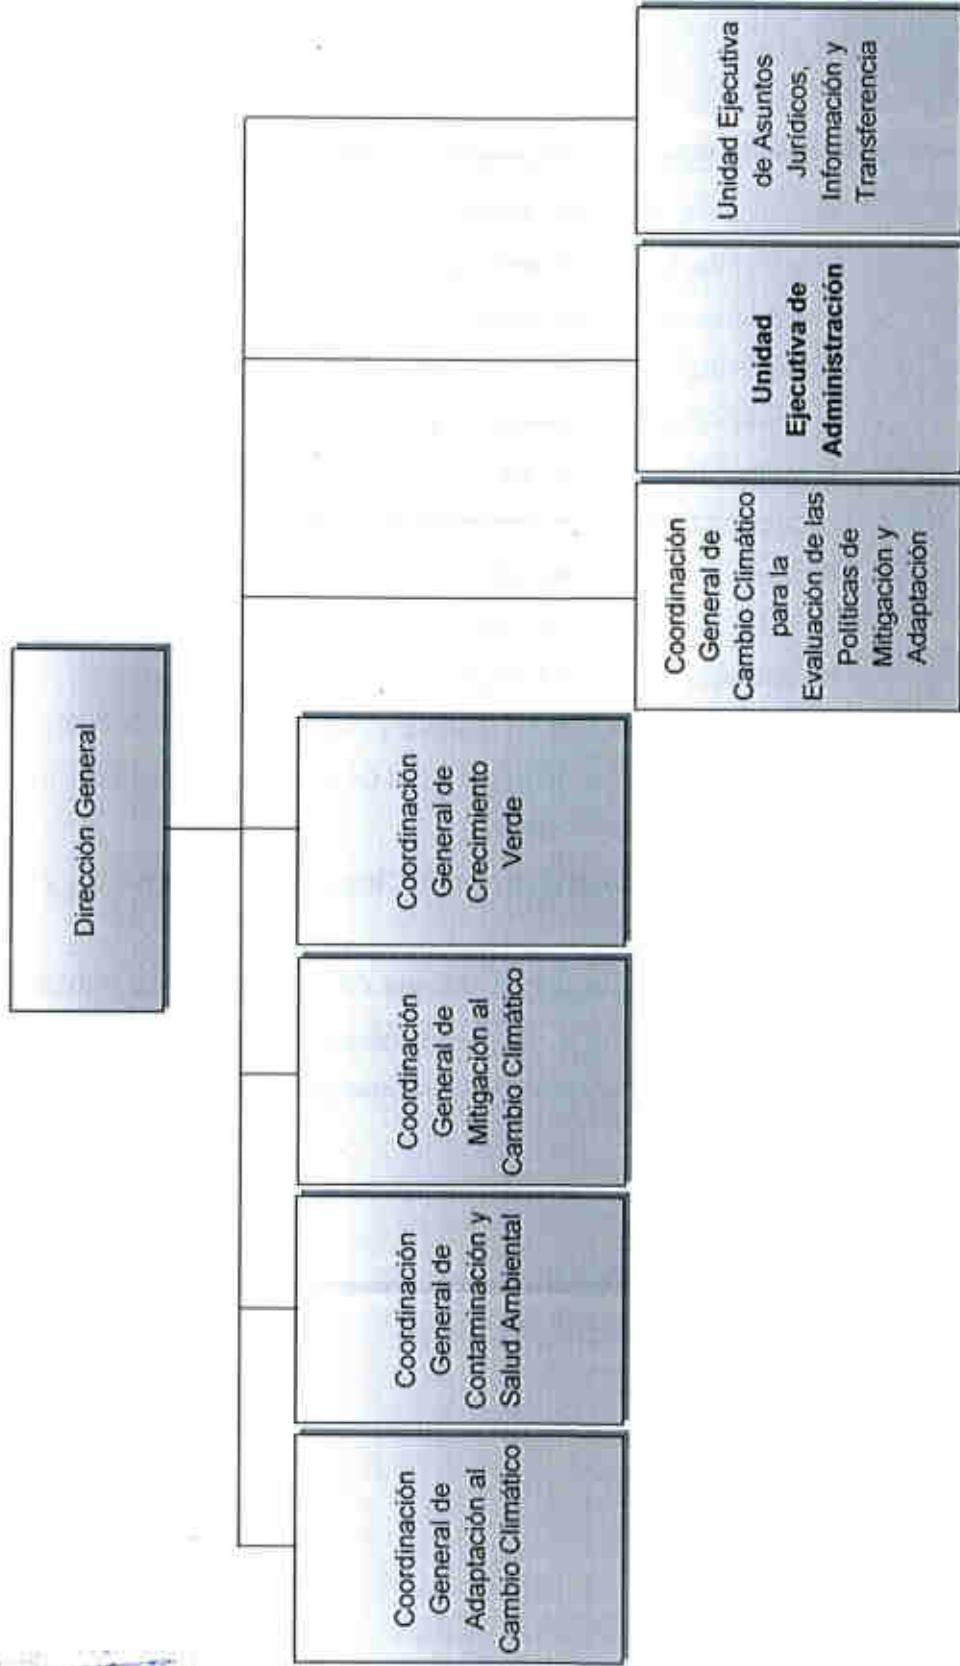 Dirección General
Coordinación
General de
Adaptación al
Cambio Climático
Coordinación
General de
Contaminación y
Salud Ambiental
Coordinación
General de
Mitigación al
Cambio Climático
Coordinación
General de
Crecimiento
Verde
Coordinación
General de
Cambio Climático
para la
Evaluación de las
Políticas de
Mitigación y
Adaptación
Unidad
Ejecutiva de
Administración
Unidad Ejecutiva
de Asuntos
Jurídicos,
Información y
Transferencia